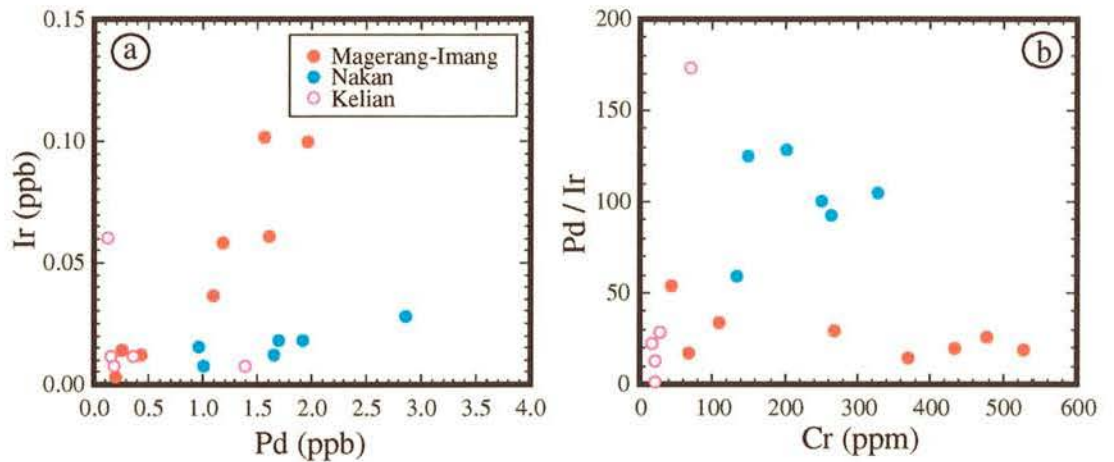 a
Magerang-Imang
Nakan
Kelian
0.15
0.10
0.05
0.00
Ir (ppb)
0.0 0.5 1.0 1.5 2.0 2.5 3.0 3.5 4.0
Pd (ppb)
b
200
150
100
50
0
Pd / Ir
0 100 200 300 400 500 600
Cr (ppm)